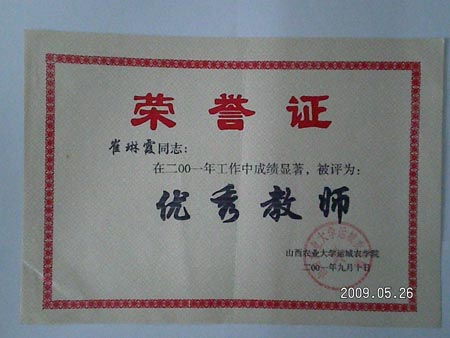 荣誉证
崔琳霞同志：
在二00一年工作中成绩显著，被评为：
优秀教师
山西农业大学运城农学院
二00一年九月十日
2009.05.26